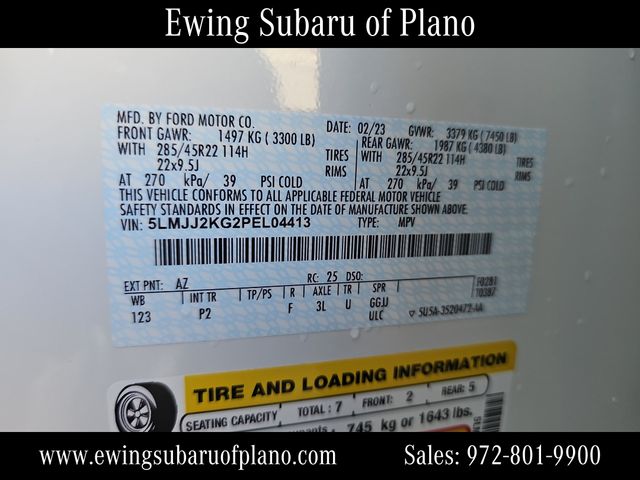 Ewing Subaru of Plano
MFD. BY FORD MOTOR CO.
DATE: 02/23 GVWR: 3379 KG ( 7450 LB)
FRONT GAWR: 1497 KG ( 3300 LB) REAR GAWR: 1987 KG ( 4380 LB)
WITH 285/45R22 114H TIRES WITH 285/45R22 114H TIRES
22x9.5J RIMS 22x9.5J RIMS
AT 270 kPa/ 39 PSI COLD AT 270 kPa/ 39 PSI COLD
THIS VEHICLE CONFORMS TO ALL APPLICABLE FEDERAL MOTOR VEHICLE
SAFETY STANDARDS IN EFFECT ON THE DATE OF MANUFACTURE SHOWN ABOVE.
VIN: 5LMJJ2KG2PEL04413 TYPE: MPV
EXT PNT: AZ RC: 25 DSO:
WB INT TR TP/PS R AXLE TR SPR
123 P2 F 3L U GGJJ
ULC
F0281
T0387
5U5A-3520472-AA
TIRE AND LOADING INFORMATION
SEATING CAPACITY TOTAL : 7 FRONT: 2 REAR: 5
745 kg or 1643 lbs.
www.ewingsubaruofplano.com Sales: 972-801-9900